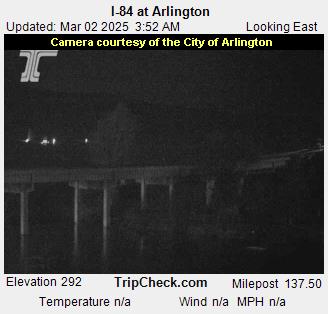 I-84 at Arlington
Updated: Mar 02 2025 3:52 AM Looking East
Camera courtesy of the City of Arlington
Elevation 292 TripCheck.com Milepost 137.50
Temperature n/a Wind n/a MPH n/a